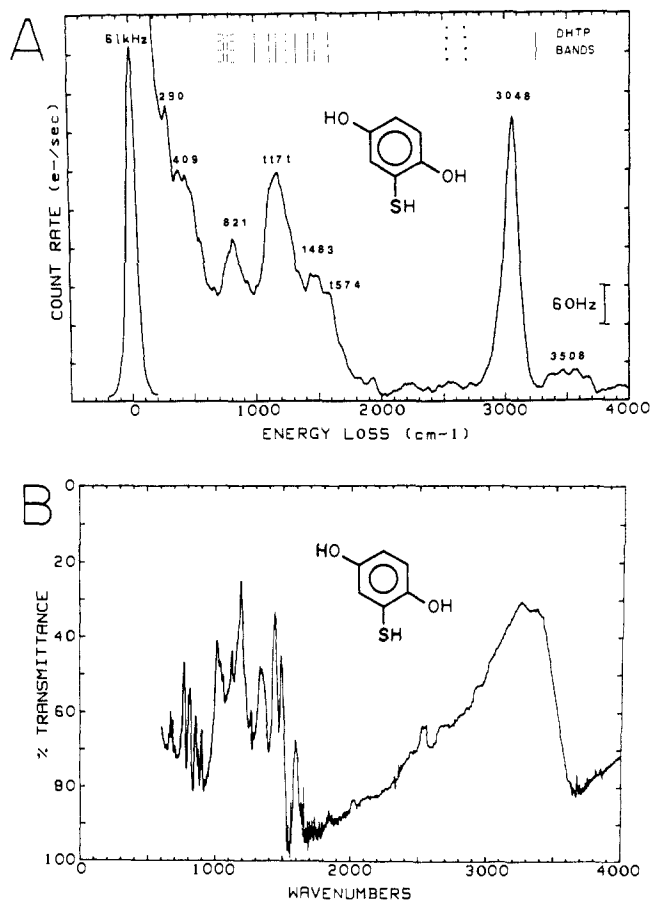 A
61kHz
DHTP
BANDS
290
409
821
1171
1483
1574
3048
3508
60Hz
HO
OH
SH
COUNT RATE (e-/sec)
0
1000
2000
3000
4000
ENERGY LOSS (cm-1)
B
0
20
40
60
80
100
% TRANSMITTANCE
HO
OH
SH
0
1000
2000
3000
4000
WAVENUMBERS